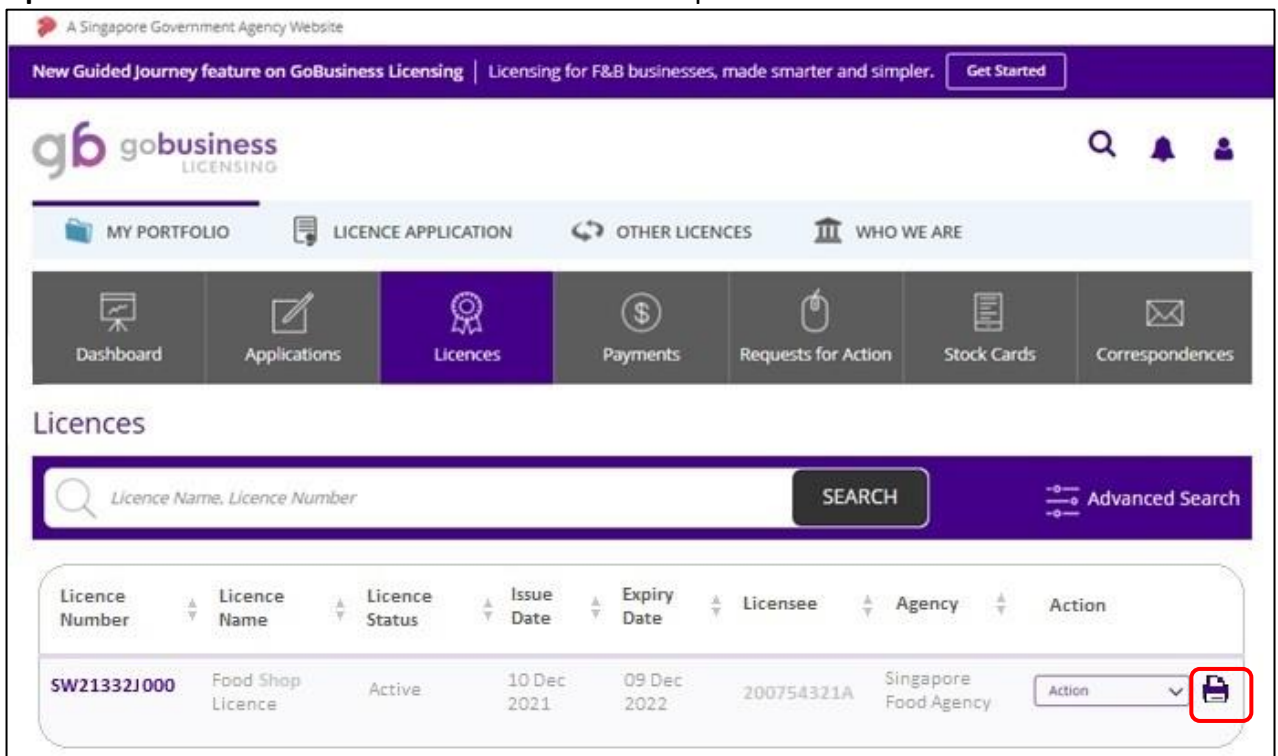 A Singapore Government Agency Website
New Guided Journey feature on GoBusiness Licensing | Licensing for F&B businesses, made smarter and simpler. Get Started
gb gobusiness
LICENSING
MY PORTFOLIO LICENCE APPLICATION OTHER LICENCES WHO WE ARE
Dashboard Applications Licences Payments Requests for Action Stock Cards Correspondences
Licences
Licence Name, Licence Number SEARCH Advanced Search
Licence Number Licence Name Licence Status Issue Date Expiry Date Licensee Agency Action
SW21332J000 Food Shop Licence Active 10 Dec 2021 09 Dec 2022 200754321A Singapore Food Agency Action